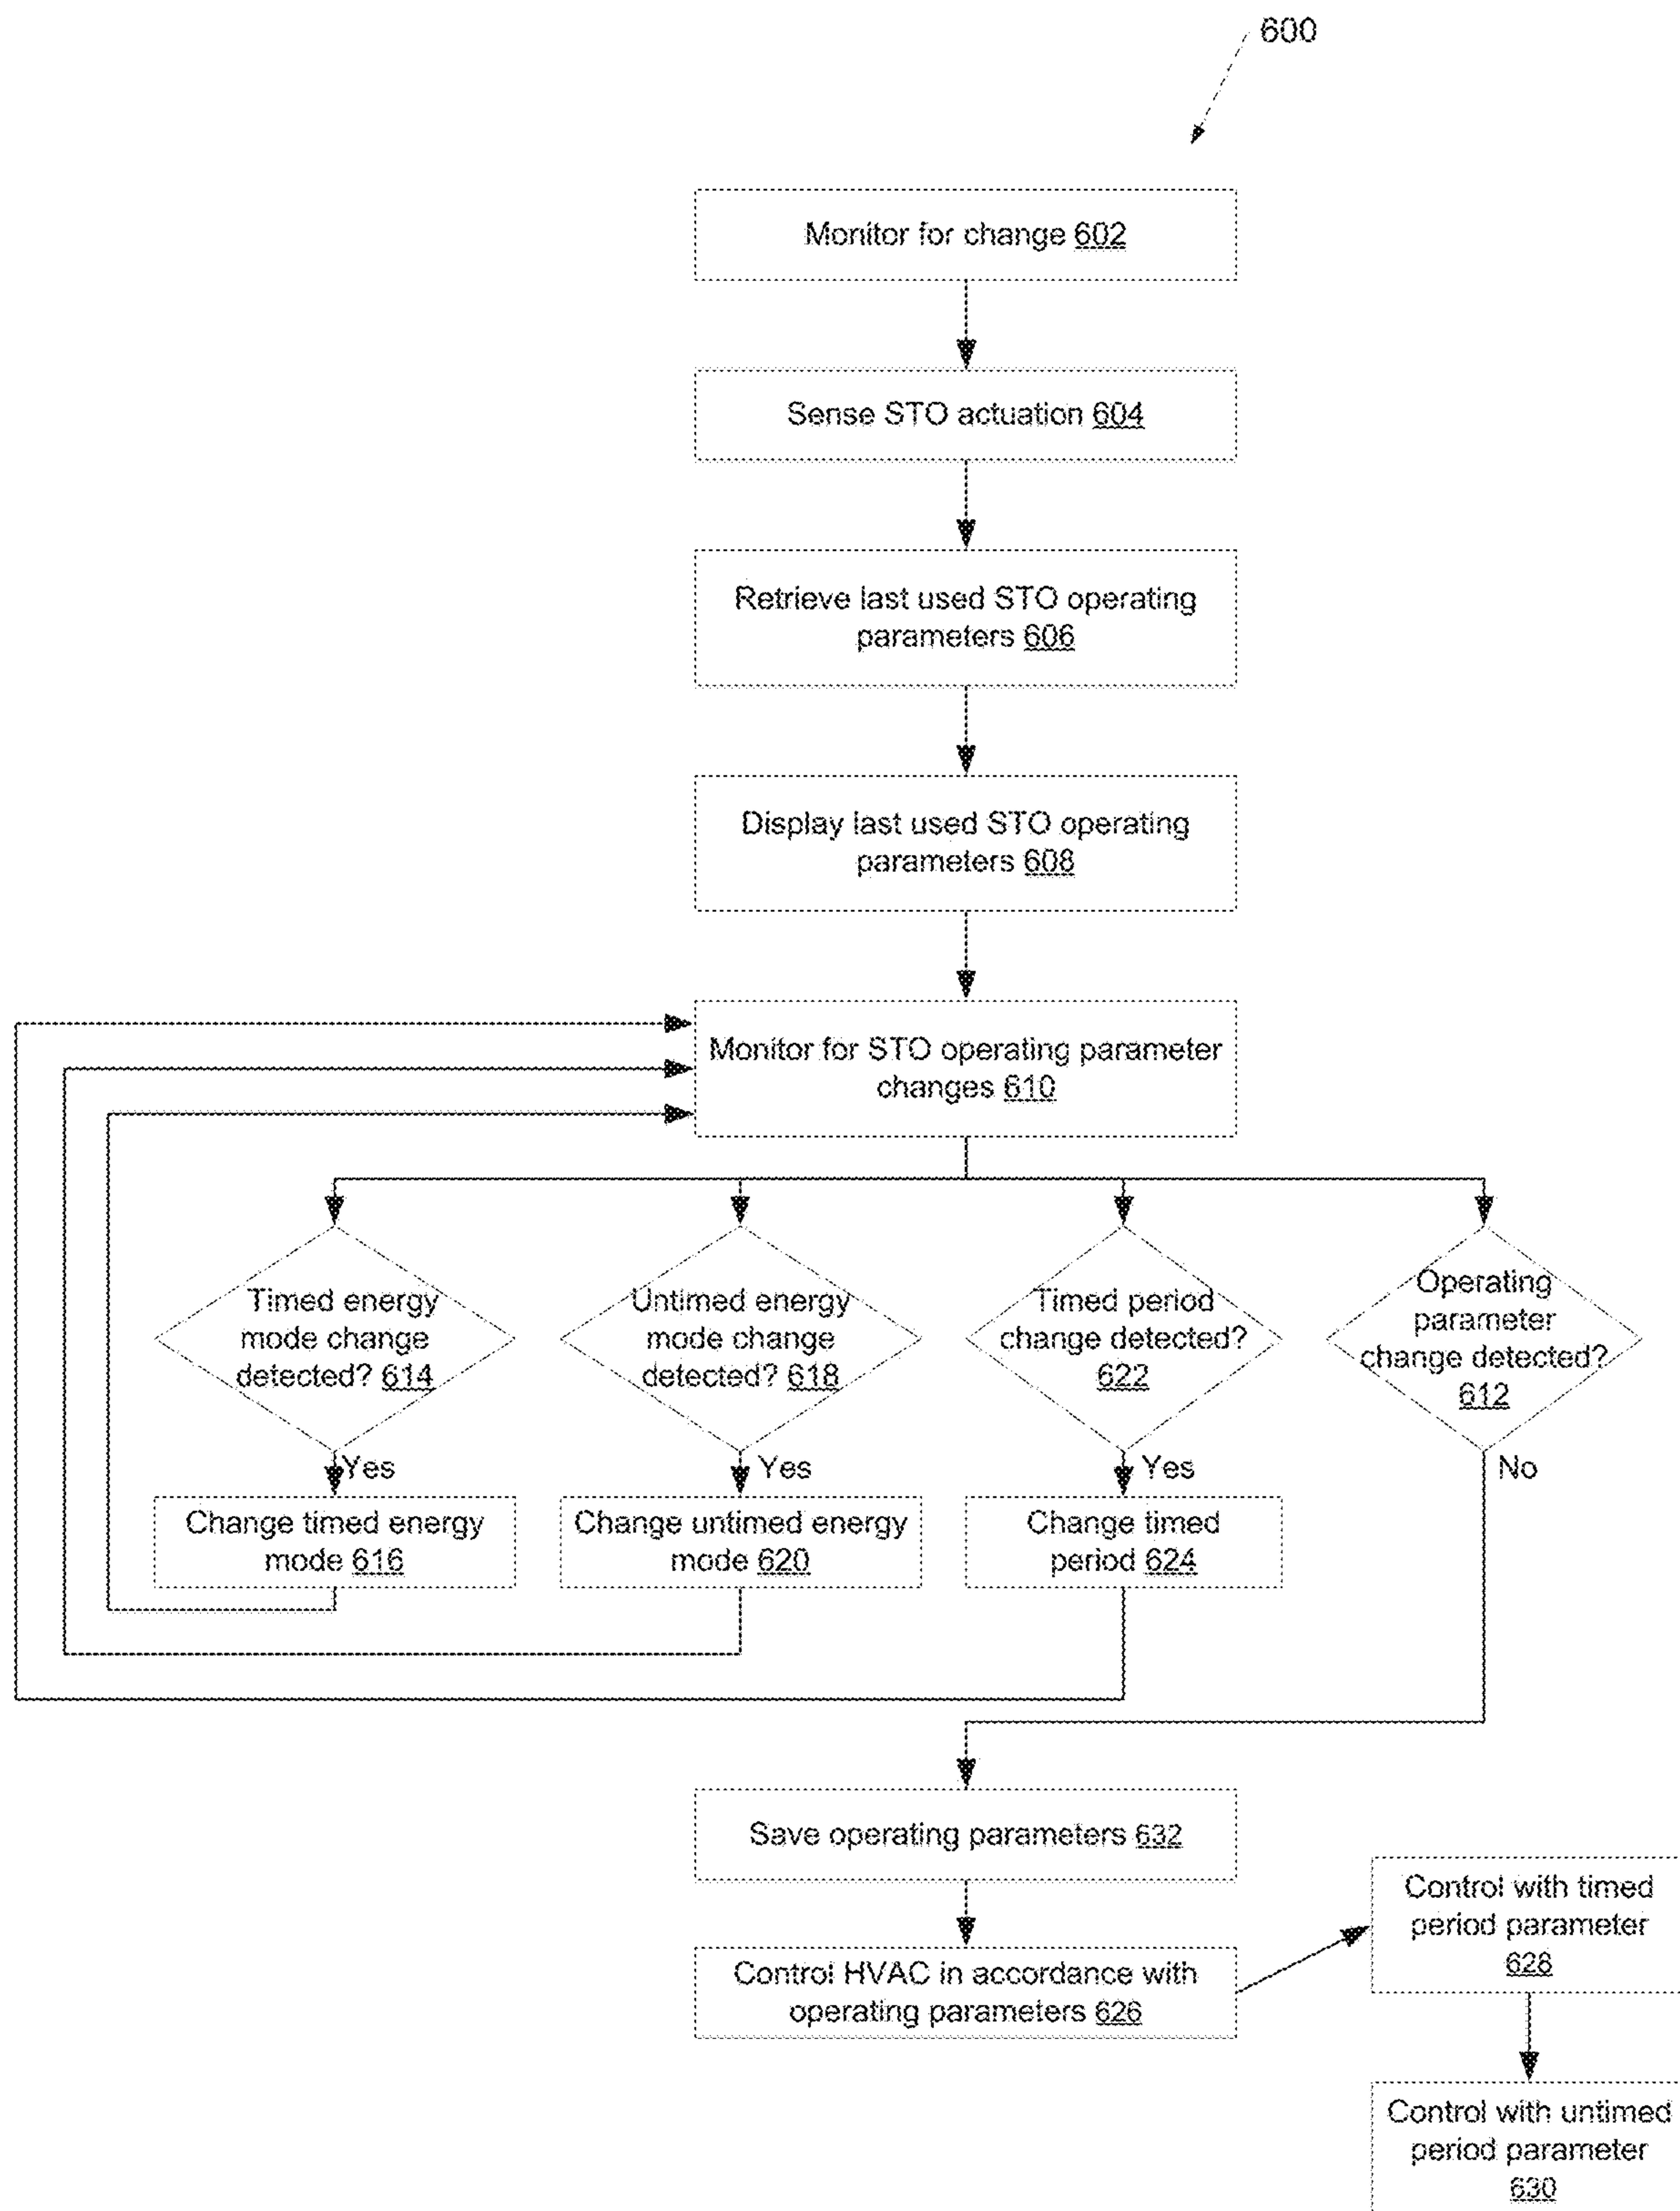 600
Monitor for change 602
Sense STO actuation 604
Retrieve last used STO operating
parameters 606
Display last used STO operating
parameters 608
Monitor for STO operating parameter
changes 610
Timed energy
mode change
detected? 614
Untimed energy
mode change
detected? 618
Timed period
change detected?
622
Operating
parameter
change detected?
612
Yes
Yes
Yes
No
Change timed energy
mode 616
Change untimed energy
mode 620
Change timed
period 624
Save operating parameters 632
Control HVAC in accordance with
operating parameters 626
Control with timed
period parameter
628
Control with untimed
period parameter
630